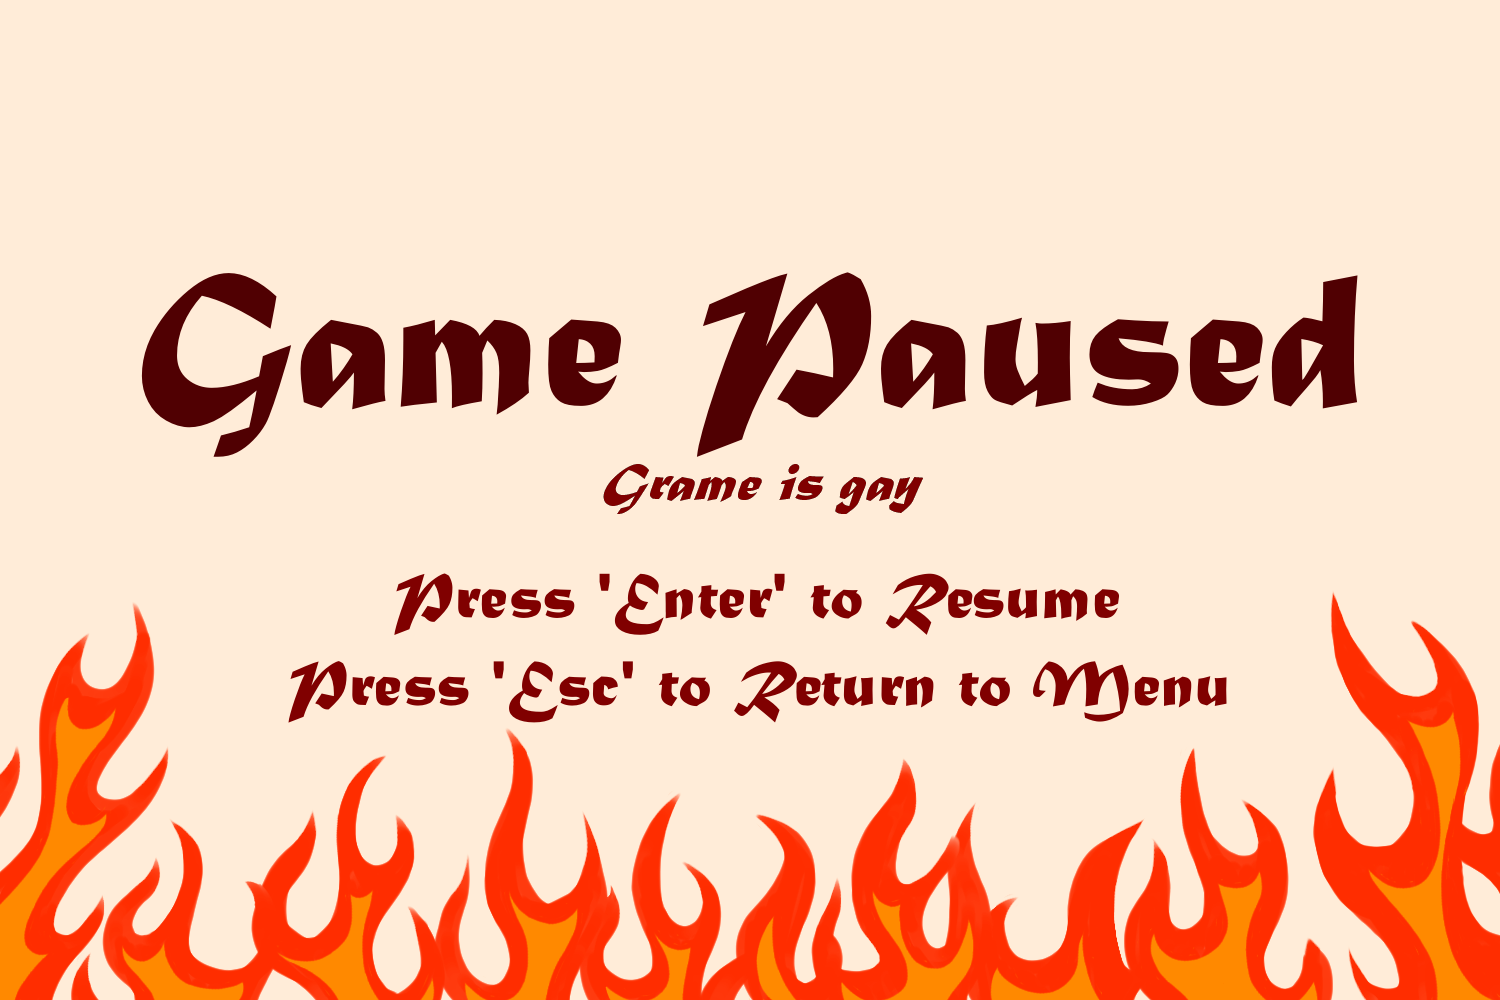 Game Paused
Grame is gay
Press 'Enter' to Resume
Press 'Esc' to Return to Menu